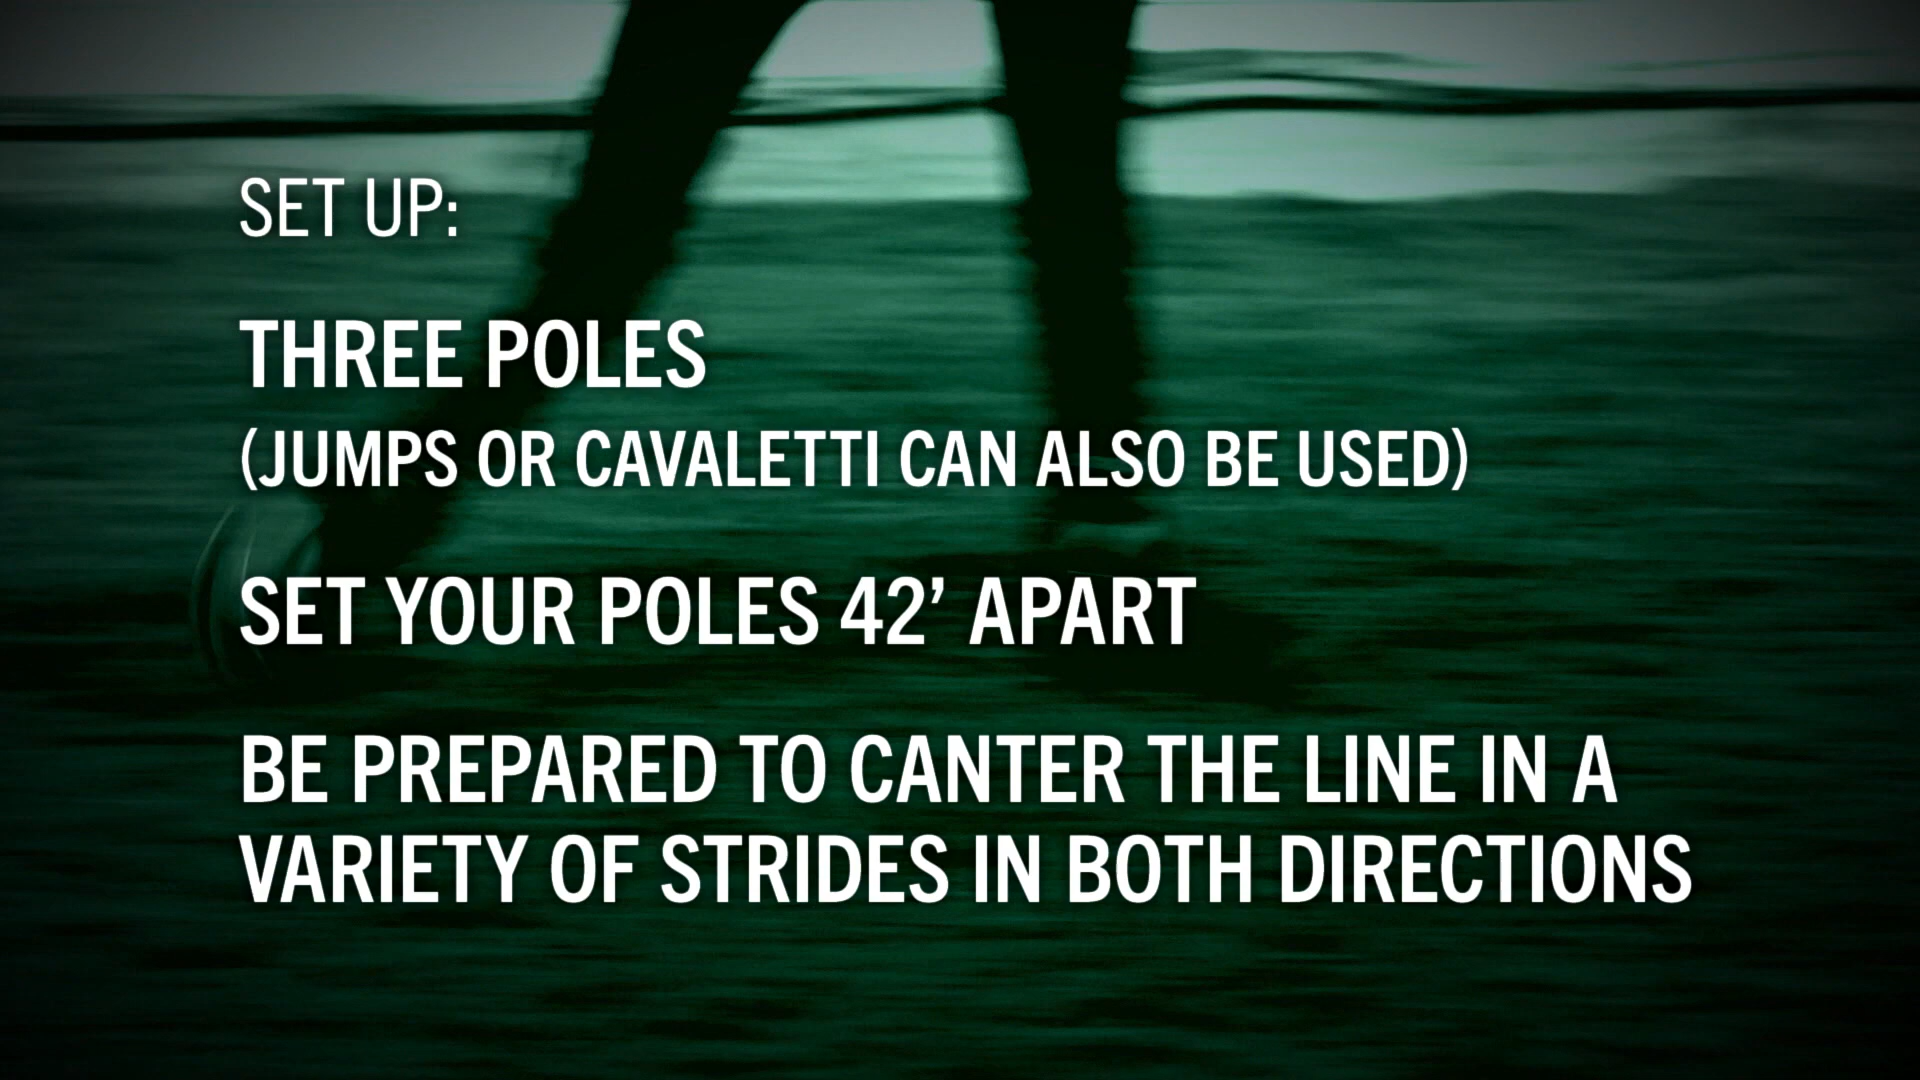 SET UP:
THREE POLES
(JUMPS OR CAVALETTI CAN ALSO BE USED)
SET YOUR POLES 42’ APART
BE PREPARED TO CANTER THE LINE IN A
VARIETY OF STRIDES IN BOTH DIRECTIONS